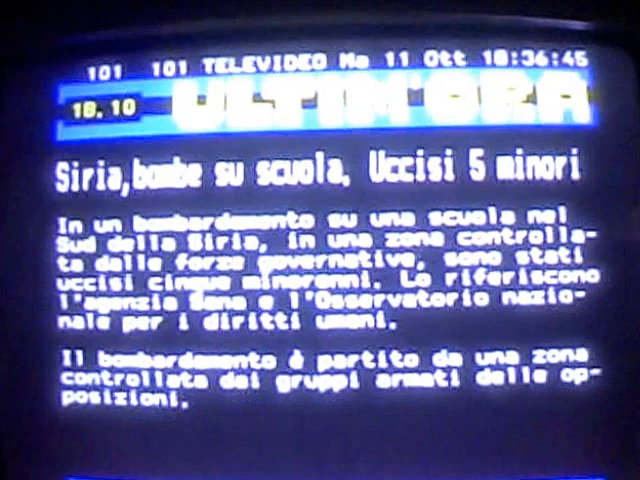 101 101 TELEVIDEO Ma 11 Ott 18:36:45
18.10 ULTIM'ORA
Siria,bombe su scuola. Uccisi 5 minori
In un bombardamento su una scuola nel
Sud della Siria, in una zona controlla-
ta dalle forze governative, sono stati
uccisi cinque minorenni. Lo riferiscono
l'agenzia Sana e l'Osservatorio nazio-
nale per i diritti umani.
Il bombardamento è partito da una zona
controllata dai gruppi armati delle op-
posizioni.